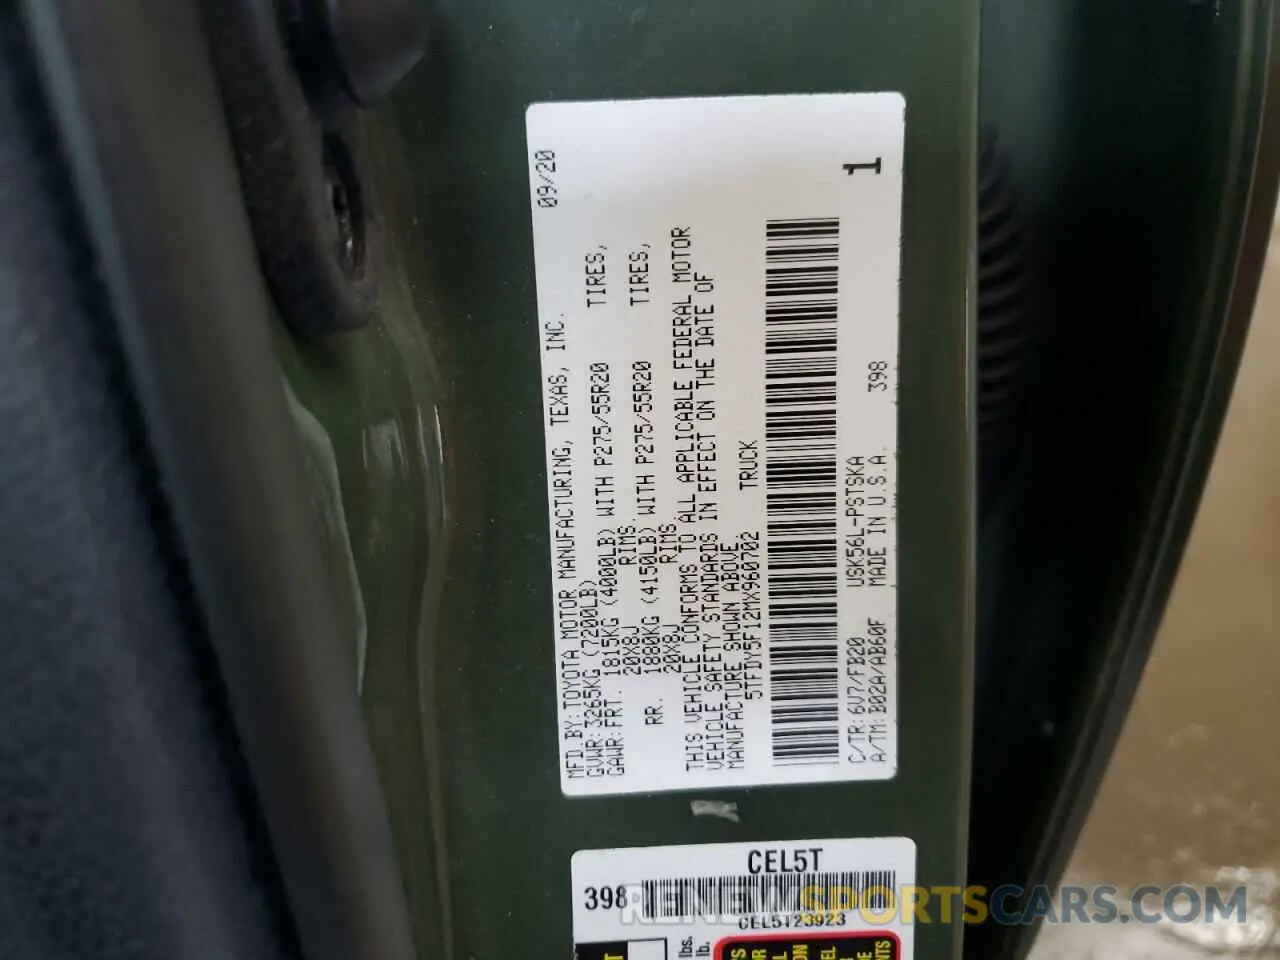 MFD.BY:TOYOTA MOTOR MANUFACTURING, TEXAS, INC. 09/20
GVWR:3265KG (7200LB)
GAWR:FRT. 1815KG (4000LB) WITH P275/55R20 TIRES,
20X8J RIMS.
RR. 1880KG (4150LB) WITH P275/55R20 TIRES,
20X8J RIMS.
THIS VEHICLE CONFORMS TO ALL APPLICABLE FEDERAL MOTOR
VEHICLE SAFETY STANDARDS IN EFFECT ON THE DATE OF
MANUFACTURE SHOWN ABOVE.
5TFDY5F12MX960702 TRUCK
C/TR:6V7/FB20 USK56L-PSTSKA
A/TM:B02A/AB60F MADE IN U.S.A. 398
1
CEL5T
398
CEL5T23923
lbs.
lb.
RENEWSPORTSCARS.COM